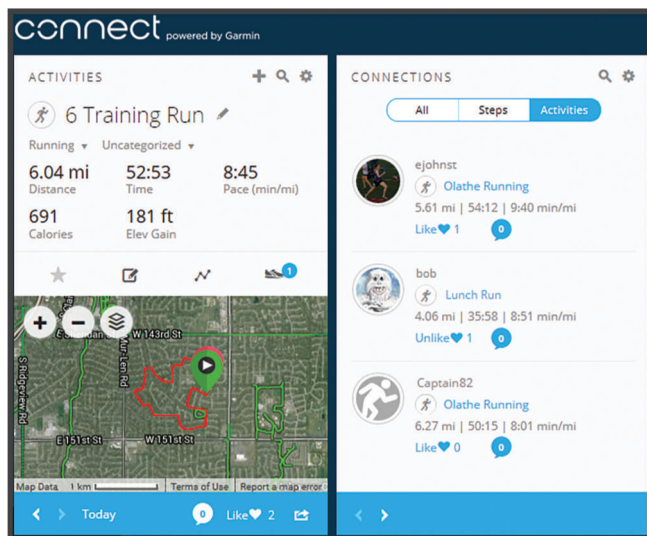 connect powered by Garmin
ACTIVITIES
6 Training Run
Running Uncategorized
6.04 mi 52:53 8:45
Distance Time Pace (min/mi)
691 181 ft
Calories Elev Gain
1
W 143rd St
S Ridgeview Rd
Mur-Len Rd
E 151st St W 151st St
Map Data 1 km Terms of Use Report a map error
Today 0 Like 2
CONNECTIONS
All Steps Activities
ejohnst
Olathe Running
5.61 mi | 54:12 | 9:40 min/mi
Like 1 0
bob
Lunch Run
4.06 mi | 35:58 | 8:51 min/mi
Unlike 1 0
Captain82
Olathe Running
6.27 mi | 50:15 | 8:01 min/mi
Like 0 0